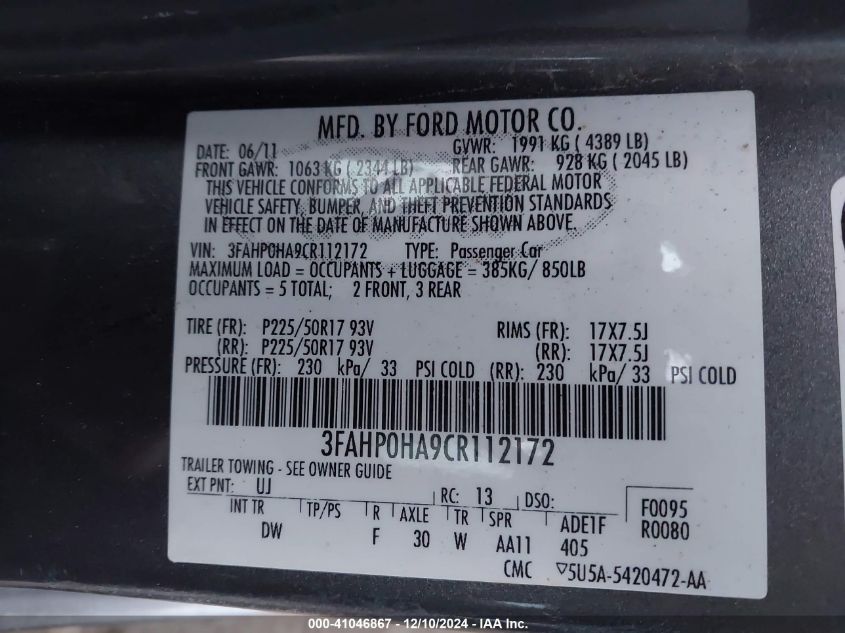 MFD. BY FORD MOTOR CO.
DATE: 06/11 GVWR: 1991 KG ( 4389 LB)
FRONT GAWR: 1063 KG ( 2344 LB) REAR GAWR: 928 KG ( 2045 LB)
THIS VEHICLE CONFORMS TO ALL APPLICABLE FEDERAL MOTOR
VEHICLE SAFETY, BUMPER, AND THEFT PREVENTION STANDARDS
IN EFFECT ON THE DATE OF MANUFACTURE SHOWN ABOVE.
VIN: 3FAHP0HA9CR112172 TYPE: Passenger Car
MAXIMUM LOAD = OCCUPANTS + LUGGAGE = 385KG/ 850LB
OCCUPANTS = 5 TOTAL; 2 FRONT, 3 REAR
TIRE (FR): P225/50R17 93V RIMS (FR): 17X7.5J
(RR): P225/50R17 93V (RR): 17X7.5J
PRESSURE (FR): 230 kPa/ 33 PSI COLD (RR): 230 kPa/ 33 PSI COLD
3FAHP0HA9CR112172
TRAILER TOWING - SEE OWNER GUIDE
EXT PNT: UJ RC: 13 DSO: F0095
INT TR TP/PS R AXLE TR SPR ADE1F R0080
DW F 30 W AA11 405
CMC ▽5U5A-5420472-AA
000-41046867 - 12/10/2024 - IAAI.COM